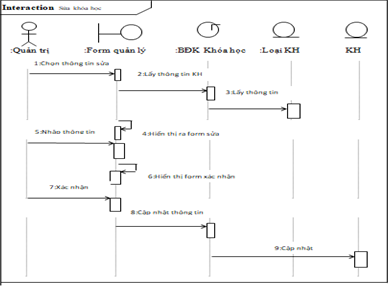 Interaction Sửa khóa học
:Quản trị :Form quản lý :BĐK Khóa học :Loại KH KH
1:Chọn thông tin sửa
2:Lấy thông tin KH
3:Lấy thông tin
5:Nhập thông tin
4:Hiển thị ra form sửa
6:Hiển thị form xác nhận
7:Xác nhận
8:Cập nhật thông tin
9:Cập nhật